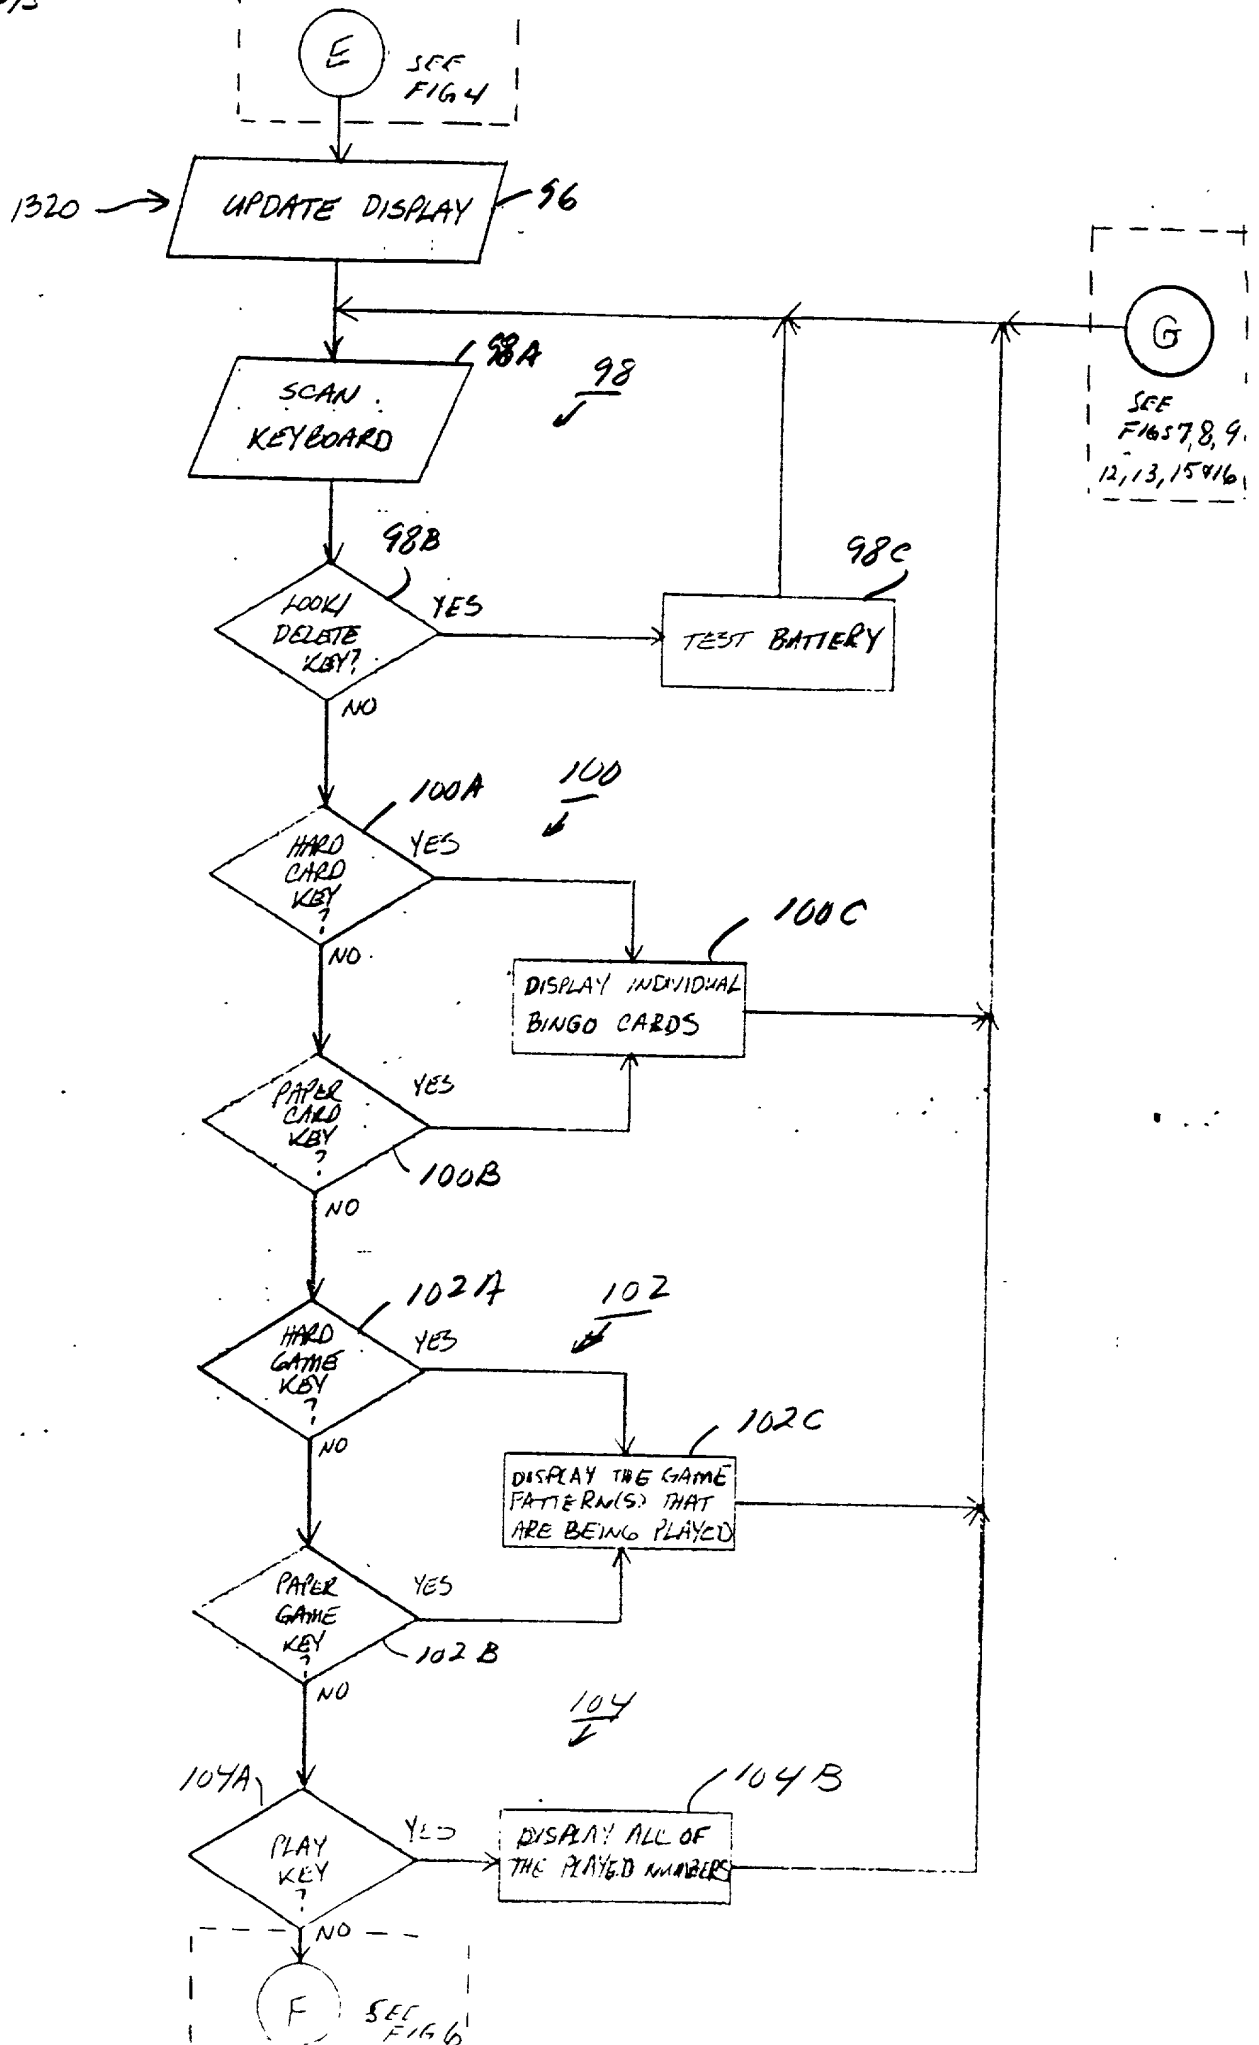 E
SEE
FIG 4
1320
UPDATE DISPLAY
96
G
SEE
FIGS 7, 8, 9.
12, 13, 15 & 16
98A
98
SCAN
KEYBOARD
98B
LOOK/
DELETE
KEY?
YES
98C
TEST BATTERY
NO
100A
100
HARD
CARD
KEY
?
YES
NO
100C
DISPLAY INDIVIDUAL
BINGO CARDS
PAPER
CARD
KEY
?
YES
100B
NO
102A
102
HARD
GAME
KEY
?
YES
NO
102C
DISPLAY THE GAME
PATTERN(S) THAT
ARE BEING PLAYED
PAPER
GAME
KEY
?
YES
102B
NO
104
104A
PLAY
KEY
?
YES
104B
DISPLAY ALL OF
THE PLAYED NUMBERS
NO
F
SEE
FIG 6